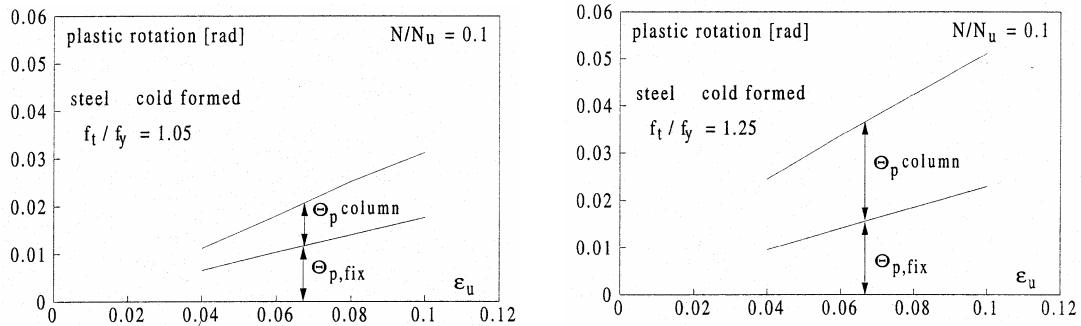 0.06
plastic rotation [rad] N/Nu = 0.1
0.05
steel cold formed
0.04
ft / fy = 1.05
0.03
0.02
Θp column
0.01
Θp,fix
εu
0
0 0.02 0.04 0.06 0.08 0.1 0.12
0.06
plastic rotation [rad] N/Nu = 0.1
0.05
steel cold formed
0.04
ft / fy = 1.25
0.03
Θp column
0.02
0.01
Θp,fix
εu
0
0 0.02 0.04 0.06 0.08 0.1 0.12